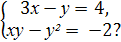 3x − y = 4,
xy − y² = −2?